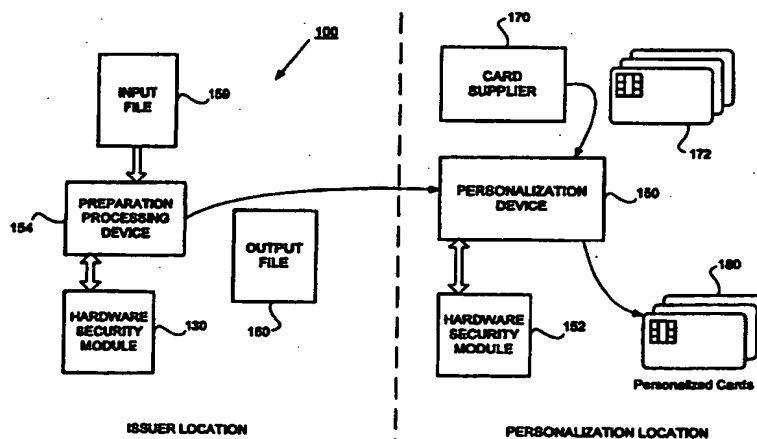 100
170
INPUT
FILE
159
CARD
SUPPLIER
172
154
PREPARATION
PROCESSING
DEVICE
PERSONALIZATION
DEVICE
150
OUTPUT
FILE
160
HARDWARE
SECURITY
MODULE
130
HARDWARE
SECURITY
MODULE
152
180
Personalized Cards
ISSUER LOCATION
PERSONALIZATION LOCATION